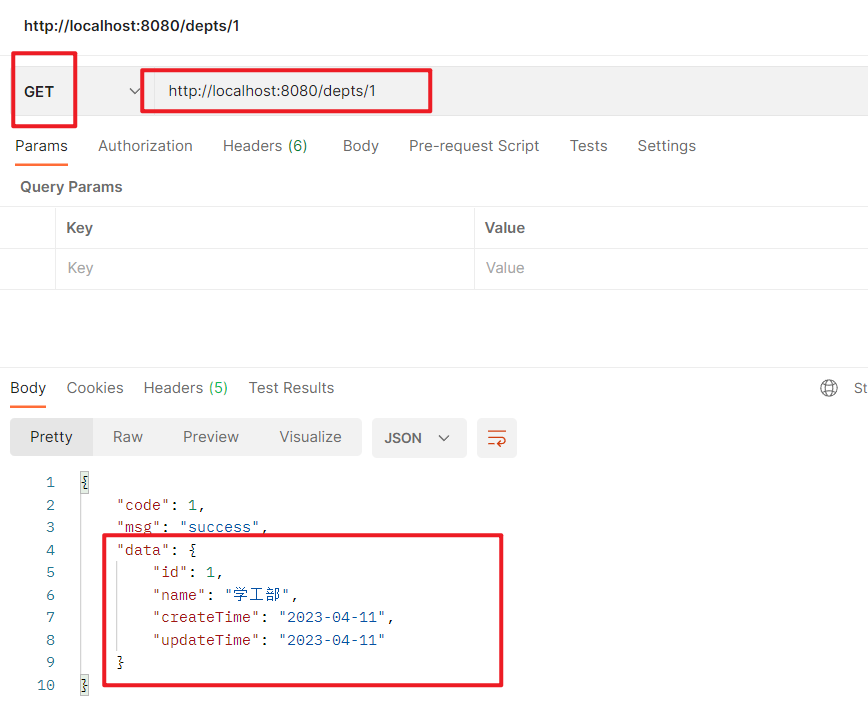 http://localhost:8080/depts/1
GET http://localhost:8080/depts/1
Params Authorization Headers (6) Body Pre-request Script Tests Settings
Query Params
Key Value
Key Value
Body Cookies Headers (5) Test Results St
Pretty Raw Preview Visualize JSON
1 {
2 "code": 1,
3 "msg": "success",
4 "data": {
5 "id": 1,
6 "name": "学工部",
7 "createTime": "2023-04-11",
8 "updateTime": "2023-04-11"
9 }
10 }